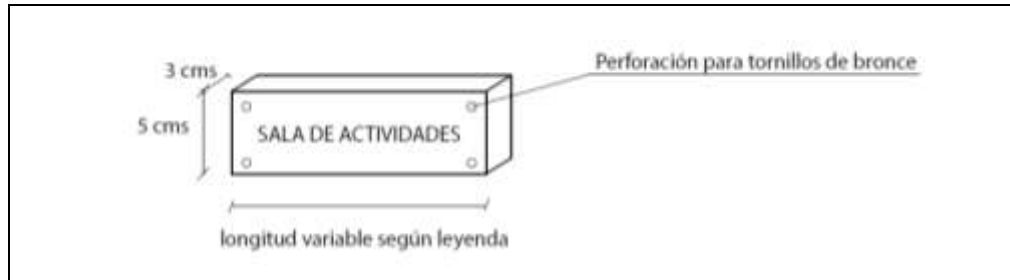 3 cms
Perforación para tornillos de bronce
5 cms
SALA DE ACTIVIDADES
longitud variable según leyenda